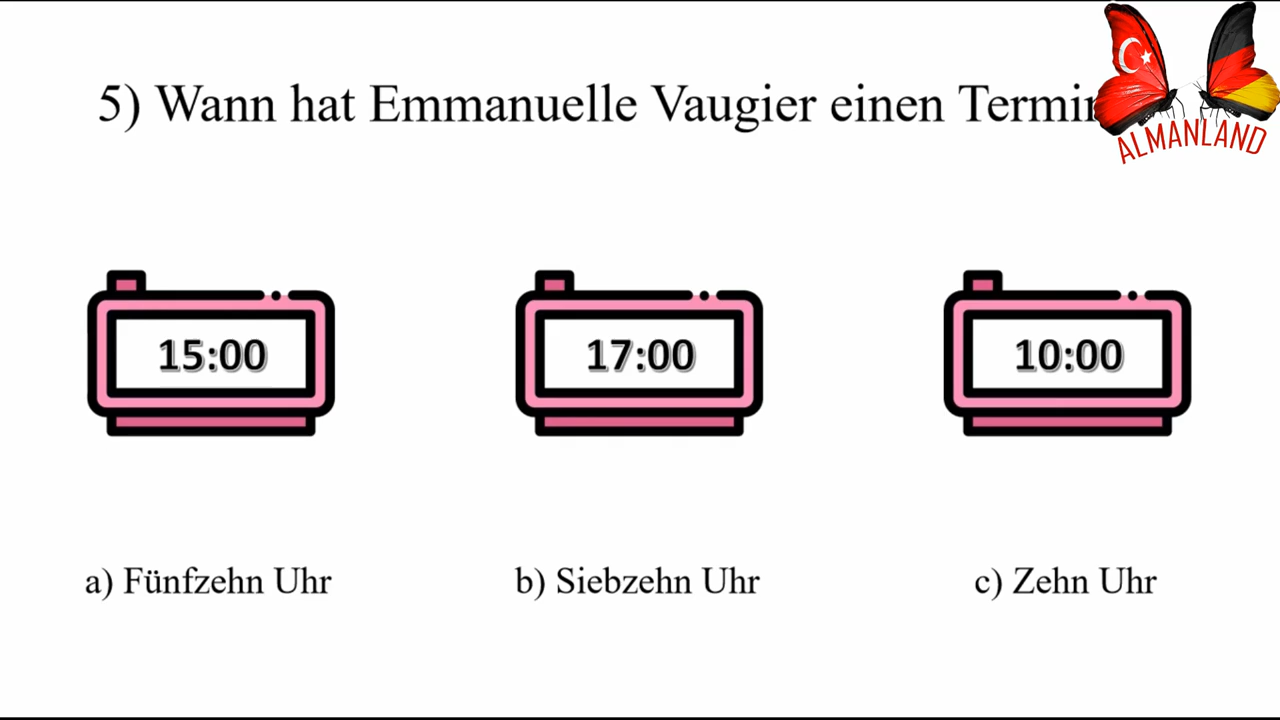 5) Wann hat Emmanuelle Vaugier einen Termin
ALMANLAND
15:00
17:00
10:00
a) Fünfzehn Uhr
b) Siebzehn Uhr
c) Zehn Uhr